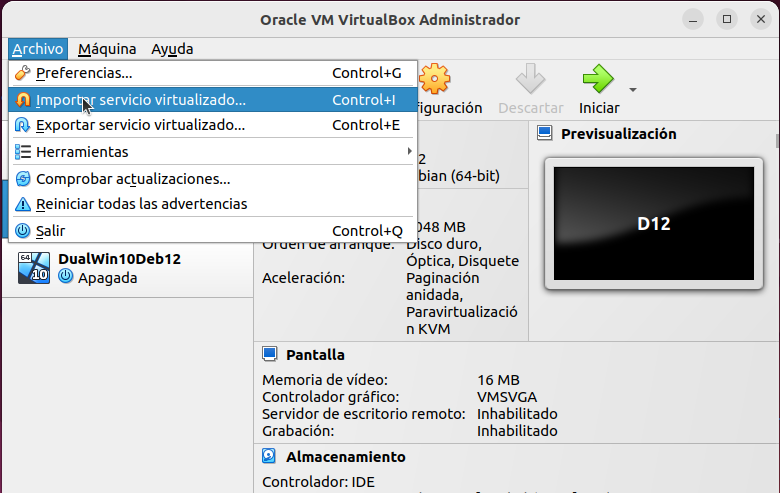 Oracle VM VirtualBox Administrador
Archivo Máquina Ayuda
Preferencias... Control+G
Importar servicio virtualizado... Control+I
Exportar servicio virtualizado... Control+E
Herramientas
Comprobar actualizaciones...
Reiniciar todas las advertencias
Salir Control+Q
figuración Descartar Iniciar
64
10
DualWin10Deb12
Apagada
2
bian (64-bit)
048 MB
Orden de arranque: Disco duro,
Óptica, Disquete
Aceleración: Paginación
anidada,
Paravirtualizació
n KVM
Previsualización
D12
Pantalla
Memoria de vídeo: 16 MB
Controlador gráfico: VMSVGA
Servidor de escritorio remoto: Inhabilitado
Grabación: Inhabilitado
Almacenamiento
Controlador: IDE